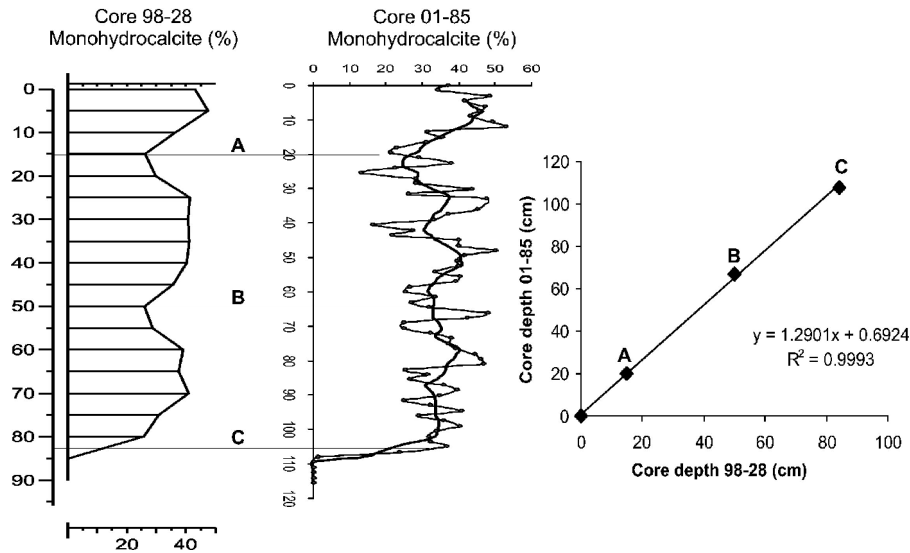 Core 98-28
Monohydrocalcite (%)
Core 01-85
Monohydrocalcite (%)
0 10 20 30 40 50 60
0
10
20
30
40
50
60
70
80
90
20 40
A
B
C
0
10
20
30
40
50
60
70
80
90
100
110
120
Core depth 01-85 (cm)
120
100
80
60
40
20
0
A
B
C
y = 1.2901x + 0.6924
R² = 0.9993
0 20 40 60 80 100
Core depth 98-28 (cm)